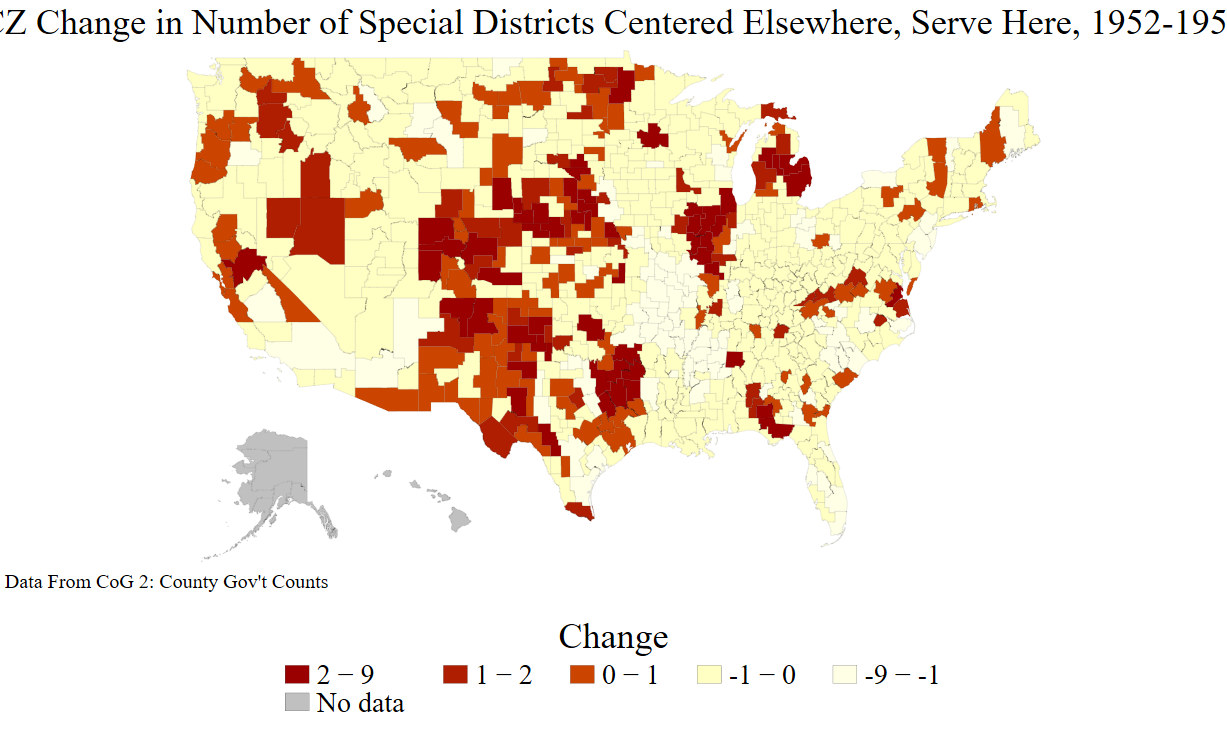 CZ Change in Number of Special Districts Centered Elsewhere, Serve Here, 1952-195
Data From CoG 2: County Gov't Counts
Change
2 – 9
1 – 2
0 – 1
-1 – 0
-9 – -1
No data